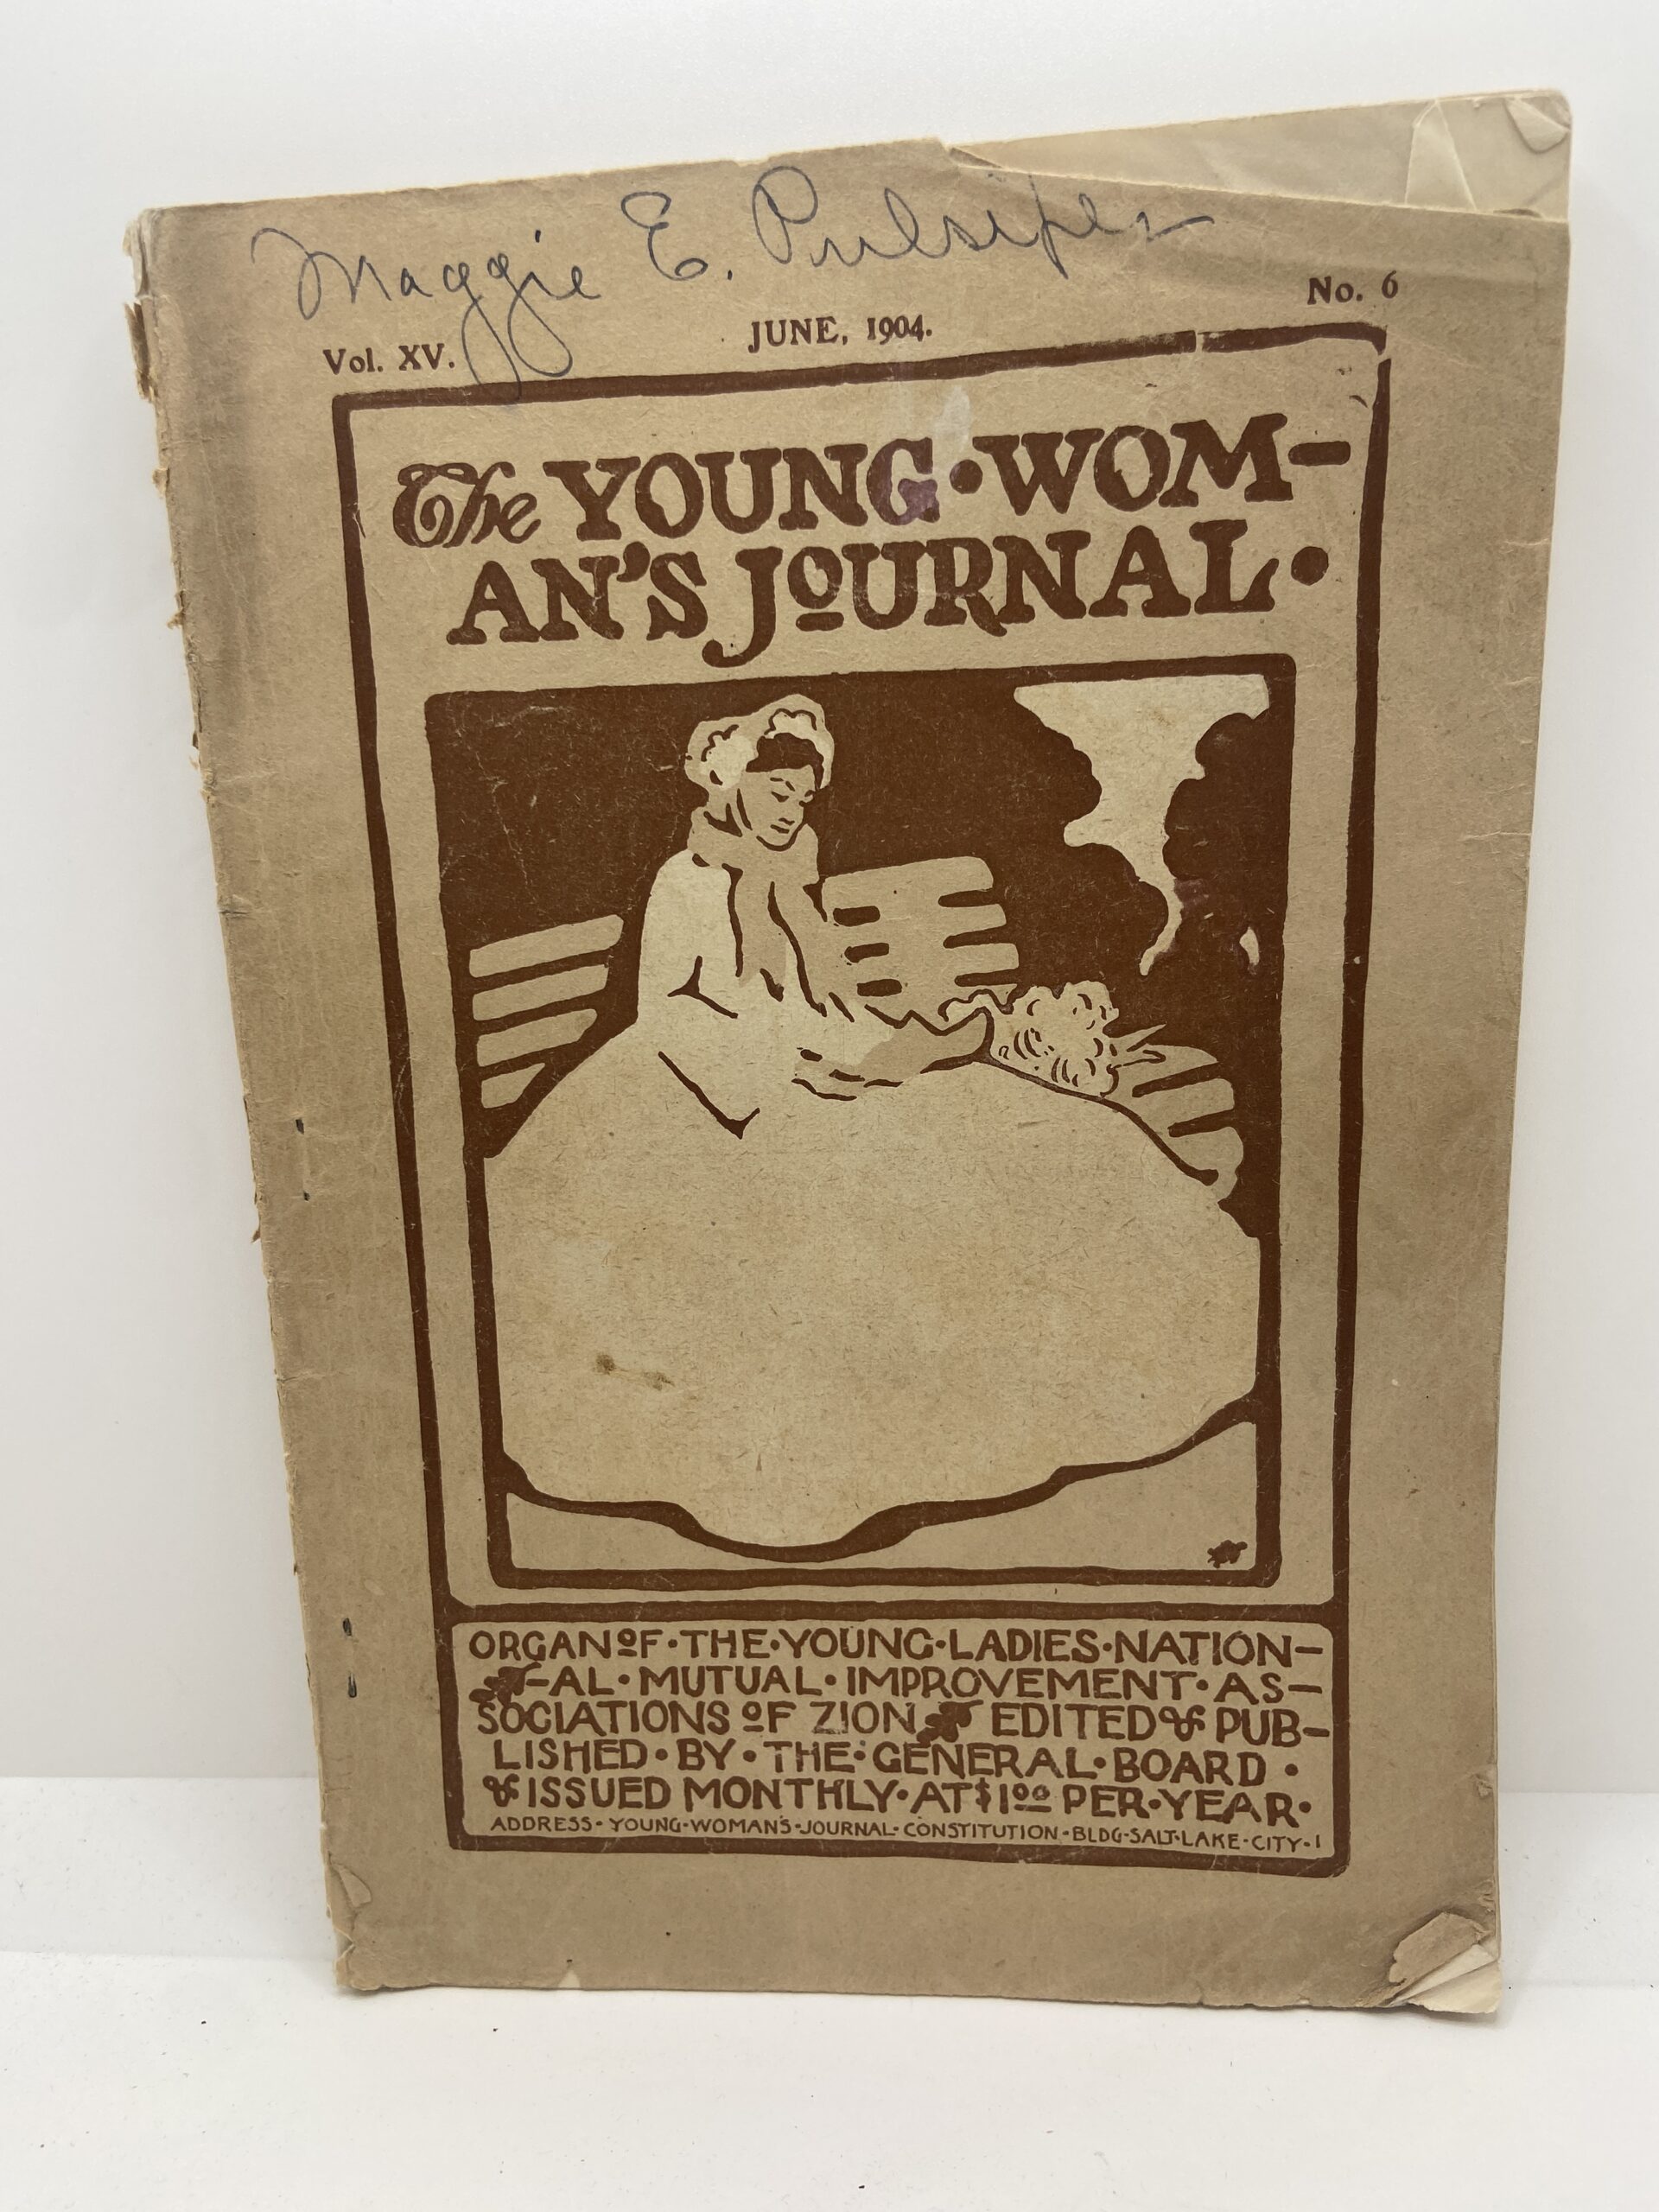 Maggie E. Pulsipher
Vol. XV. JUNE, 1904. No. 6
The YOUNG·WOM-
AN'S JOURNAL·
ORGAN OF·THE·YOUNG·LADIES·NATION-
-AL·MUTUAL·IMPROVEMENT·AS-
SOCIATIONS OF ZION EDITED & PUB-
LISHED·BY·THE·GENERAL·BOARD·
& ISSUED MONTHLY·AT $1.00 PER·YEAR·
ADDRESS·YOUNG·WOMAN'S·JOURNAL·CONSTITUTION·BLDG·SALT·LAKE·CITY·